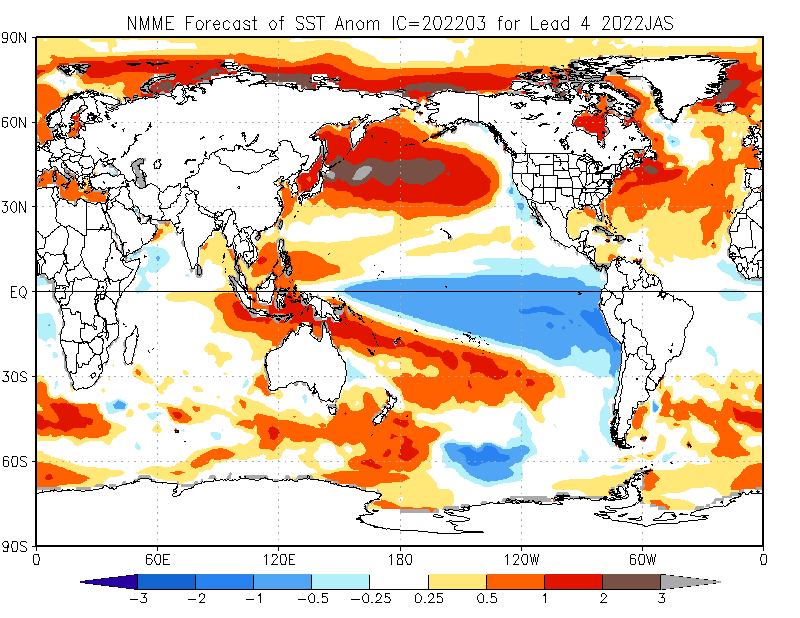 NMME Forecast of SST Anom IC=202203 for Lead 4 2022JAS
90N
60N
30N
EQ
30S
60S
90S
0 60E 120E 180 120W 60W 0
-3 -2 -1 -0.5 -0.25 0.25 0.5 1 2 3